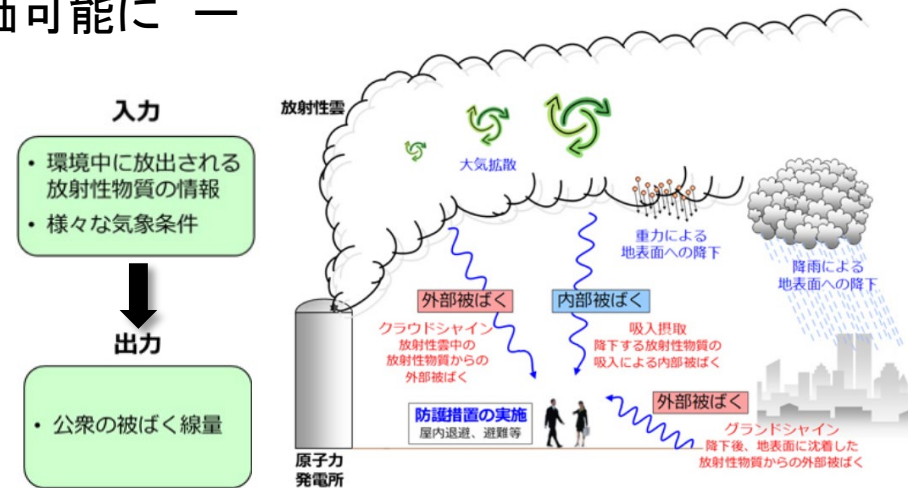 価可能に ー
入力
・ 環境中に放出される
放射性物質の情報
・ 様々な気象条件
出力
・ 公衆の被ばく線量
放射性雲
大気拡散
重力による
地表面への降下
降雨による
地表面への降下
外部被ばく
クラウドシャイン
放射性雲中の
放射性物質からの
外部被ばく
内部被ばく
吸入摂取
降下する放射性物質の
吸入による内部被ばく
防護措置の実施
屋内退避、避難等
外部被ばく
グランドシャイン
降下後、地表面に沈着した
放射性物質からの外部被ばく
原子力
発電所